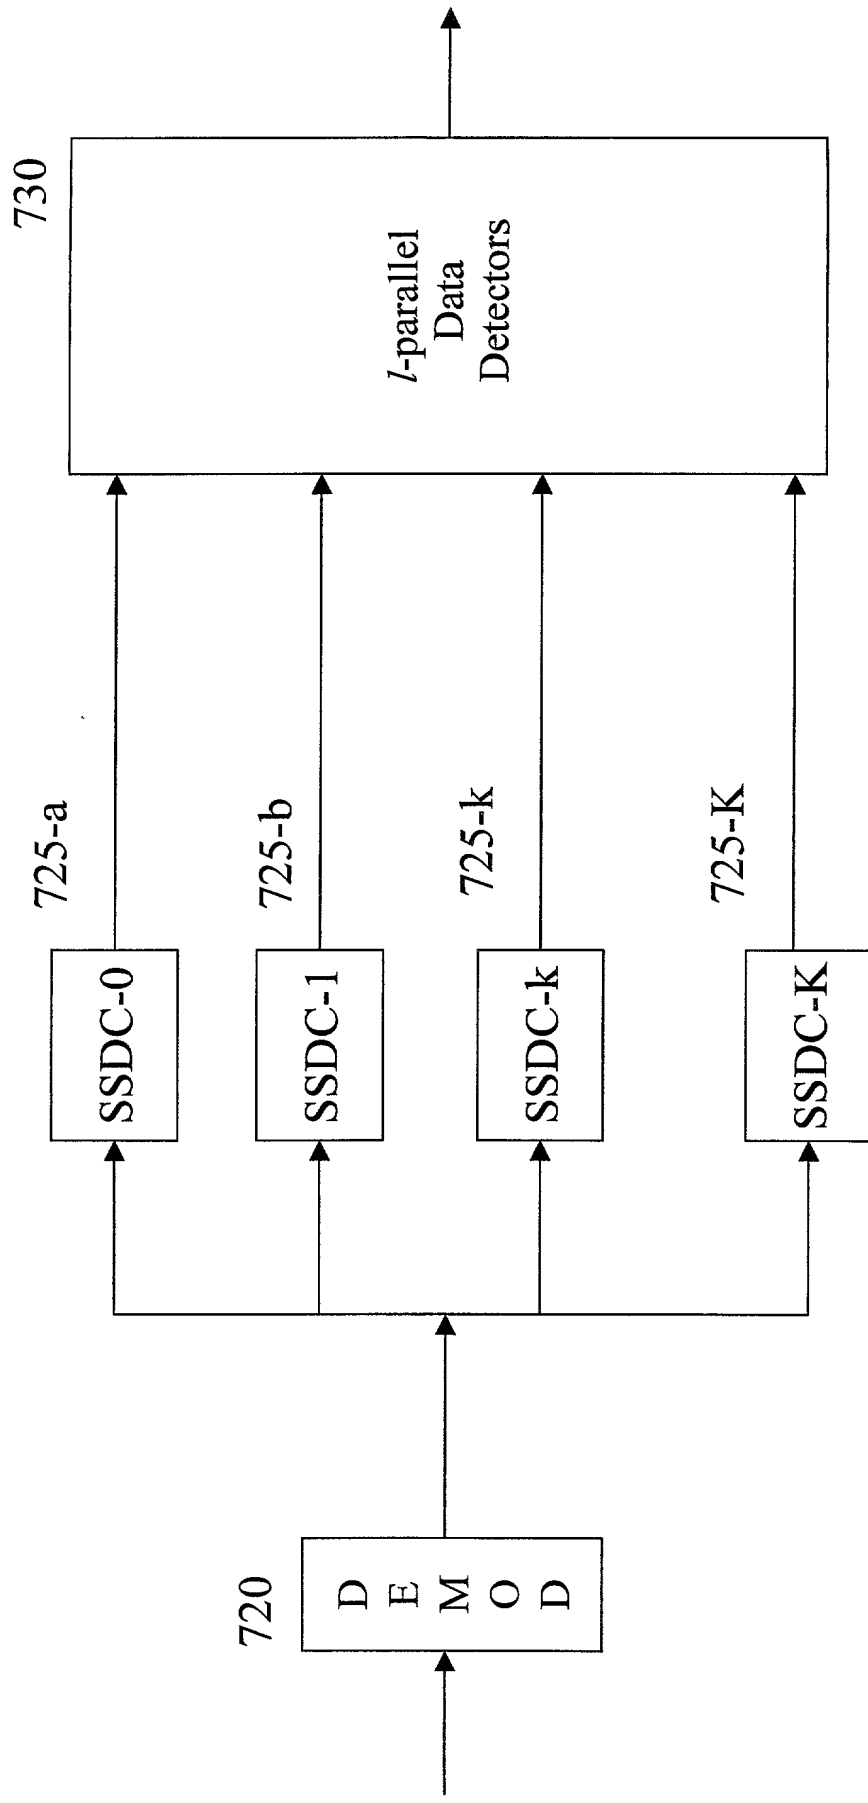 720
D
E
M
O
D
SSDC-0
725-a
SSDC-1
725-b
SSDC-k
725-k
SSDC-K
725-K
730
l-parallel
Data
Detectors